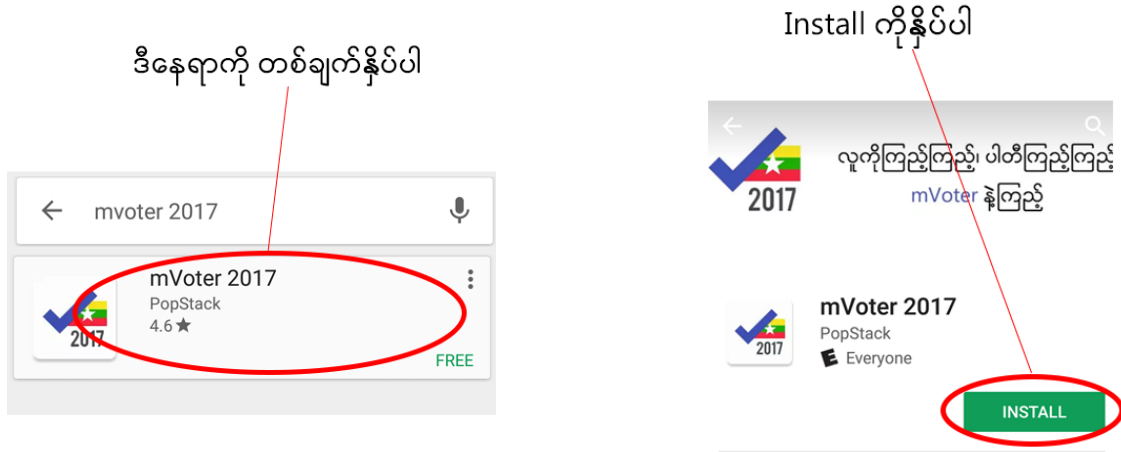 ဒီနေရာကို တစ်ချက်နှိပ်ပါ
mvoter 2017
mVoter 2017
PopStack
4.6★
2017
FREE
Install ကိုနှိပ်ပါ
လူကိုကြည့်ကြည့်၊ ပါတီကြည့်ကြည့်
mVoter နဲ့ကြည့်
2017
mVoter 2017
PopStack
2017
E Everyone
INSTALL